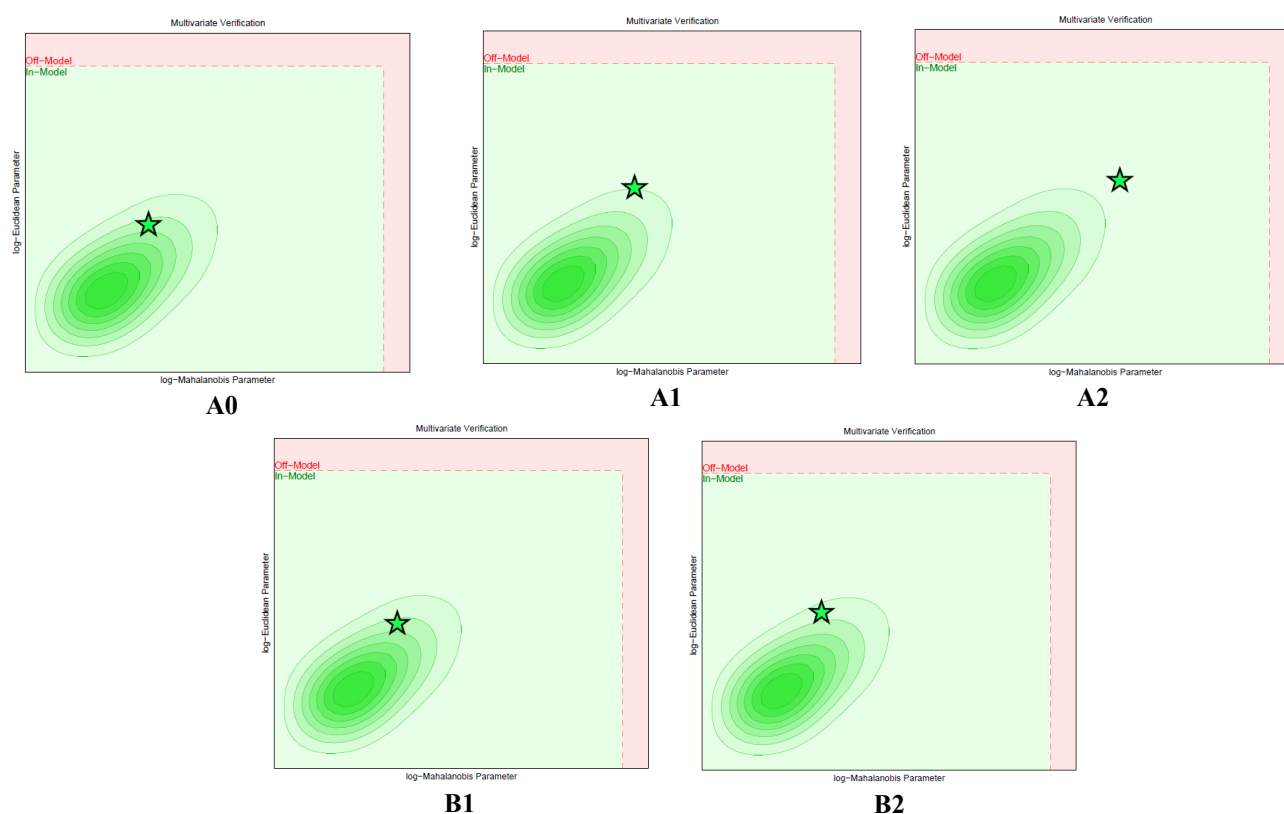 Multivariate Verification
Off-Model
In-Model
log-Euclidean Parameter
log-Mahalanobis Parameter
A0
Multivariate Verification
Off-Model
In-Model
log-Euclidean Parameter
log-Mahalanobis Parameter
A1
Multivariate Verification
Off-Model
In-Model
log-Euclidean Parameter
log-Mahalanobis Parameter
A2
Multivariate Verification
Off-Model
In-Model
log-Euclidean Parameter
log-Mahalanobis Parameter
B1
Multivariate Verification
Off-Model
In-Model
log-Euclidean Parameter
log-Mahalanobis Parameter
B2